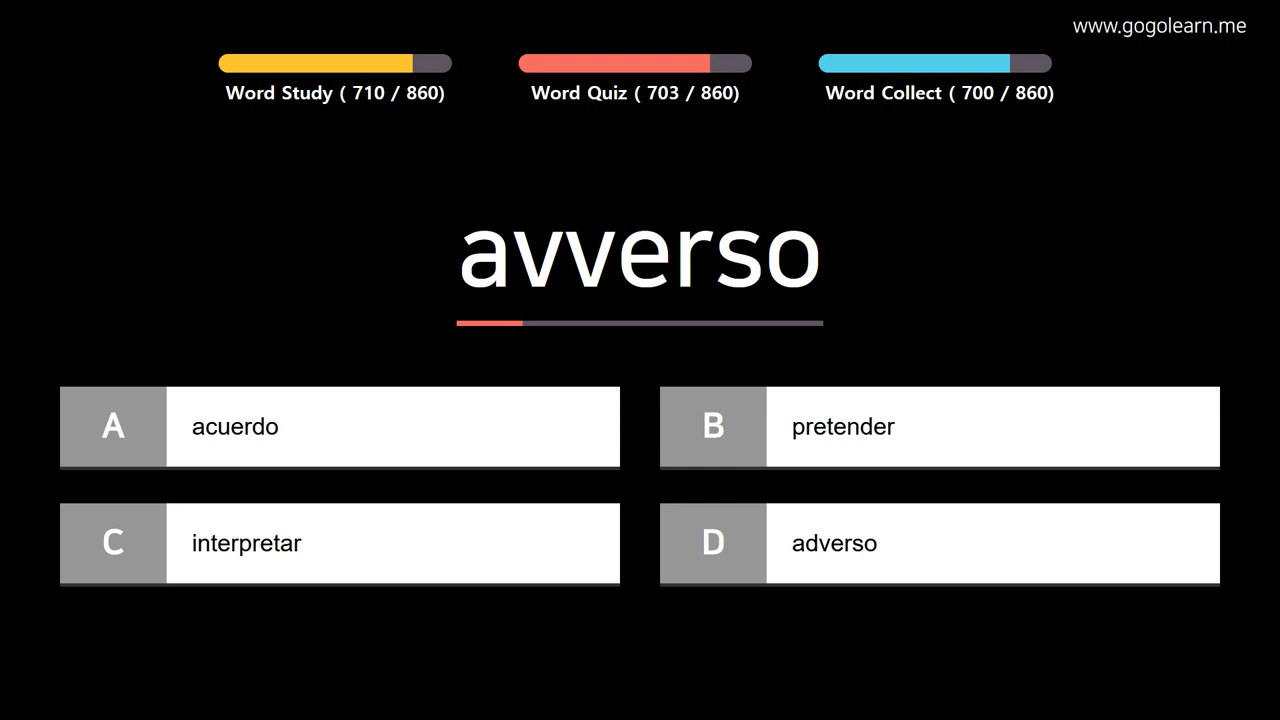 www.gogolearn.me
Word Study ( 710 / 860)
Word Quiz ( 703 / 860)
Word Collect ( 700 / 860)
avverso
A
acuerdo
B
pretender
C
interpretar
D
adverso